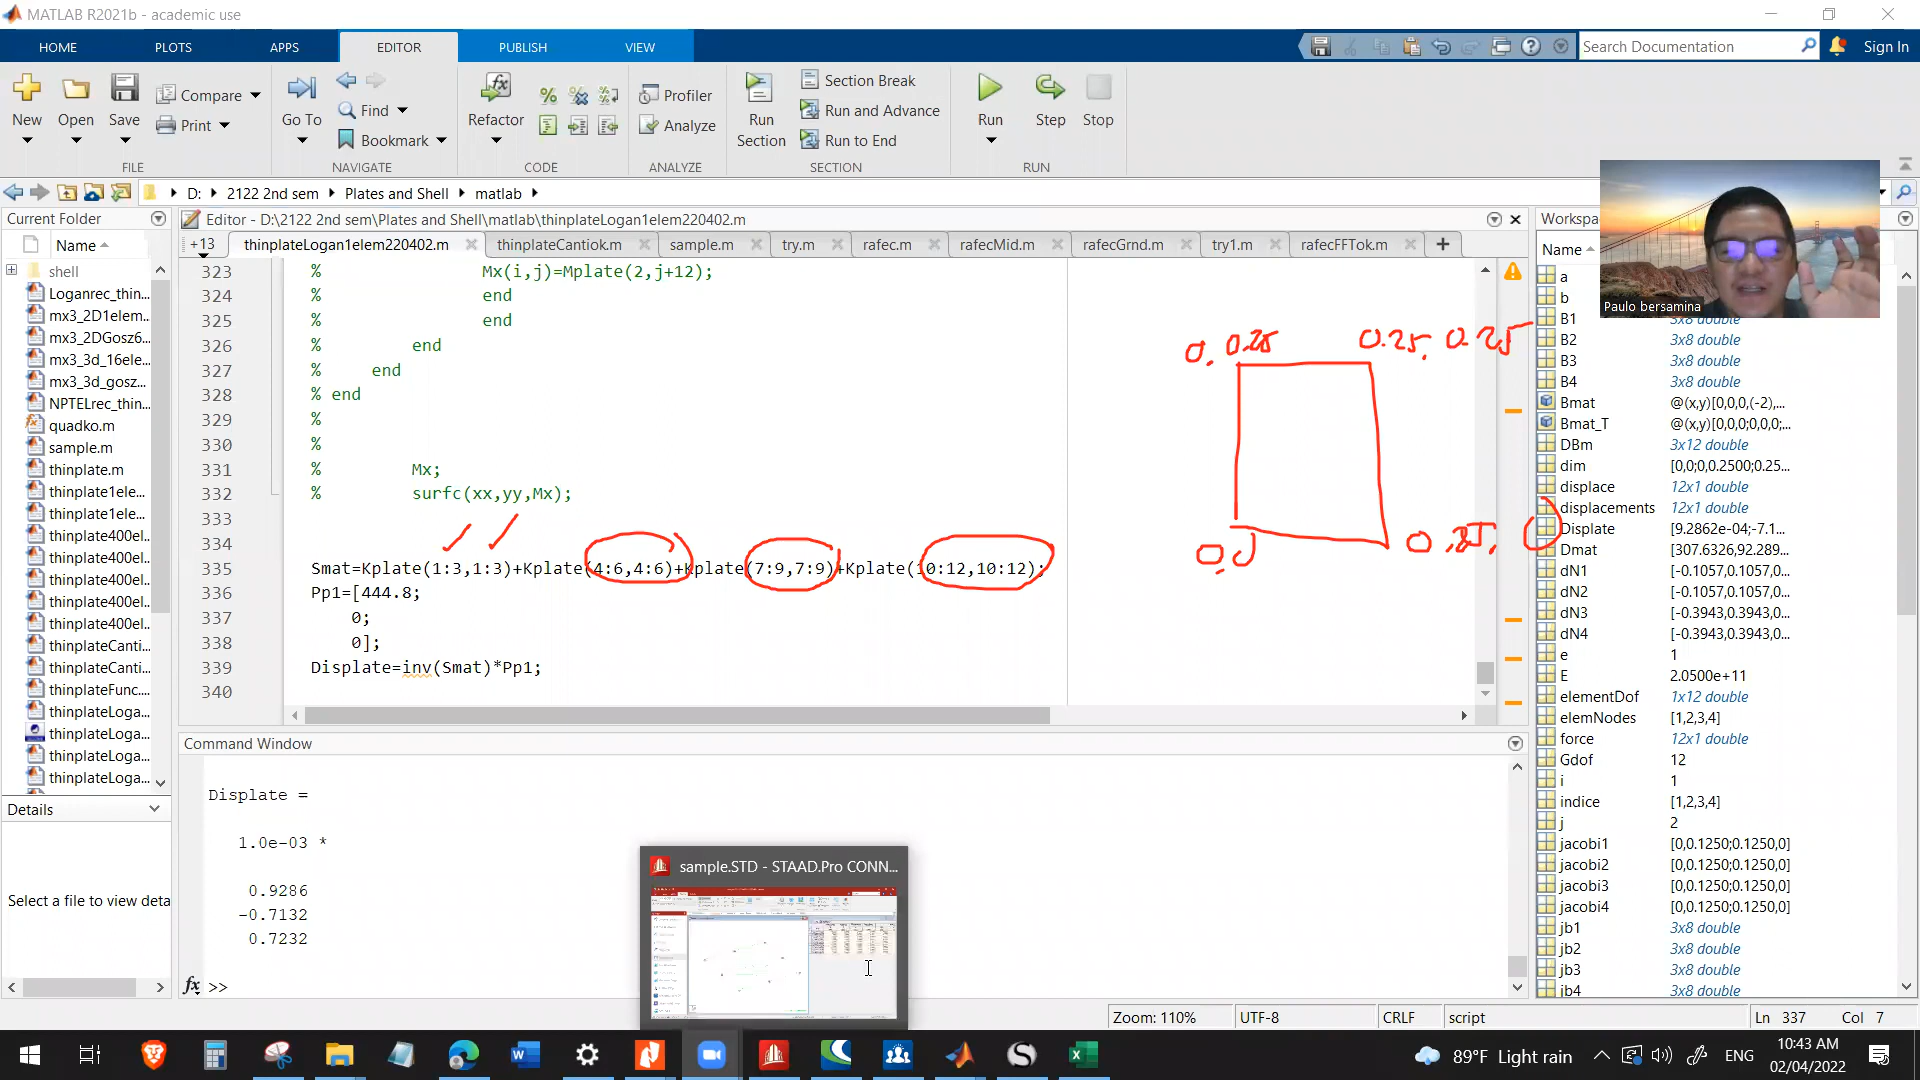 MATLAB R2021b - academic use
HOME PLOTS APPS EDITOR PUBLISH VIEW
Search Documentation
Sign In
New Open Save
Compare
Print
Go To
Find
Bookmark
Refactor
Profiler
Analyze
Run Section
Section Break
Run and Advance
Run to End
Run Step Stop
FILE NAVIGATE CODE ANALYZE SECTION RUN
D: 2122 2nd sem Plates and Shell matlab
Current Folder
Name
shell
Loganrec_thin...
mx3_2D1elem...
mx3_2DGosz6...
mx3_3d_16ele...
mx3_3d_gosz...
NPTELrec_thin...
quadko.m
sample.m
thinplate.m
thinplate1ele...
thinplate1ele...
thinplate400el...
thinplate400el...
thinplate400el...
thinplate400el...
thinplate400el...
thinplateCanti...
thinplateCanti...
thinplateFunc...
thinplateLoga...
thinplateLoga...
thinplateLoga...
thinplateLoga...
Details
Select a file to view deta
Editor - D:\2122 2nd sem\Plates and Shell\matlab\thinplateLogan1elem220402.m
+13 thinplateLogan1elem220402.m thinplateCantiok.m sample.m try.m rafec.m rafecMid.m rafecGrnd.m try1.m rafecFFTok.m
323 % Mx(i,j)=Mplate(2,j+12);
324 % end
325 % end
326 % end
327 % end
328 % end
329 %
330 %
331 % Mx;
332 % surfc(xx,yy,Mx);
333
334
335 Smat=Kplate(1:3,1:3)+Kplate(4:6,4:6)+Kplate(7:9,7:9)+Kplate(10:12,10:12);
336 Pp1=[444.8;
337 0;
338 0];
339 Displate=inv(Smat)*Pp1;
340
0, 0.25
0.25, 0.25
0,0
0.25,
Command Window
Displate =
1.0e-03 *
0.9286
-0.7132
0.7232
fx >>
sample.STD - STAAD.Pro CONN...
Paulo bersamina
Workspa
Name
a
b
B1 3x8 double
B2 3x8 double
B3 3x8 double
B4 3x8 double
Bmat @(x,y)[0,0,0,(-2),...
Bmat_T @(x,y)[0,0,0;0,0,0;...
DBm 3x12 double
dim [0,0;0,0.2500;0.25...
displace 12x1 double
displacements 12x1 double
Displate [9.2862e-04;-7.1...
Dmat [307.6326,92.289...
dN1 [-0.1057,0.1057,0...
dN2 [-0.1057,0.1057,0...
dN3 [-0.3943,0.3943,0...
dN4 [-0.3943,0.3943,0...
e 1
E 2.0500e+11
elementDof 1x12 double
elemNodes [1,2,3,4]
force 12x1 double
Gdof 12
i 1
indice [1,2,3,4]
j 2
jacobi1 [0,0.1250;0.1250,0]
jacobi2 [0,0.1250;0.1250,0]
jacobi3 [0,0.1250;0.1250,0]
jacobi4 [0,0.1250;0.1250,0]
jb1 3x8 double
jb2 3x8 double
jb3 3x8 double
jb4 3x8 double
Zoom: 110% UTF-8 CRLF script Ln 337 Col 7
89°F Light rain
ENG
10:43 AM
02/04/2022